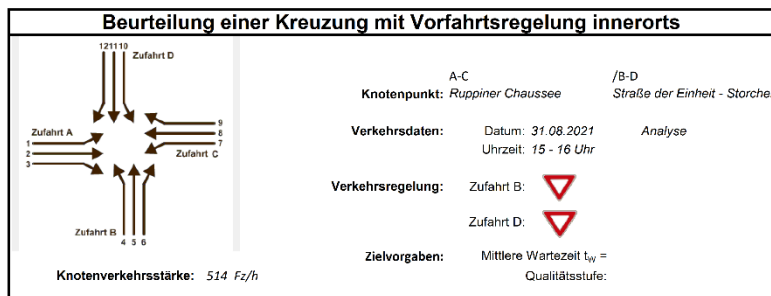 Beurteilung einer Kreuzung mit Vorfahrtsregelung innerorts
121110
Zufahrt D
Zufahrt A
1
2
3
9
8
7
Zufahrt C
Zufahrt B
4 5 6
Knotenverkehrsstärke: 514 Fz/h
A-C /B-D
Knotenpunkt: Ruppiner Chaussee Straße der Einheit - Storche
Verkehrsdaten: Datum: 31.08.2021 Analyse
Uhrzeit: 15 - 16 Uhr
Verkehrsregelung: Zufahrt B:
Zufahrt D:
Zielvorgaben: Mittlere Wartezeit tW =
Qualitätsstufe: